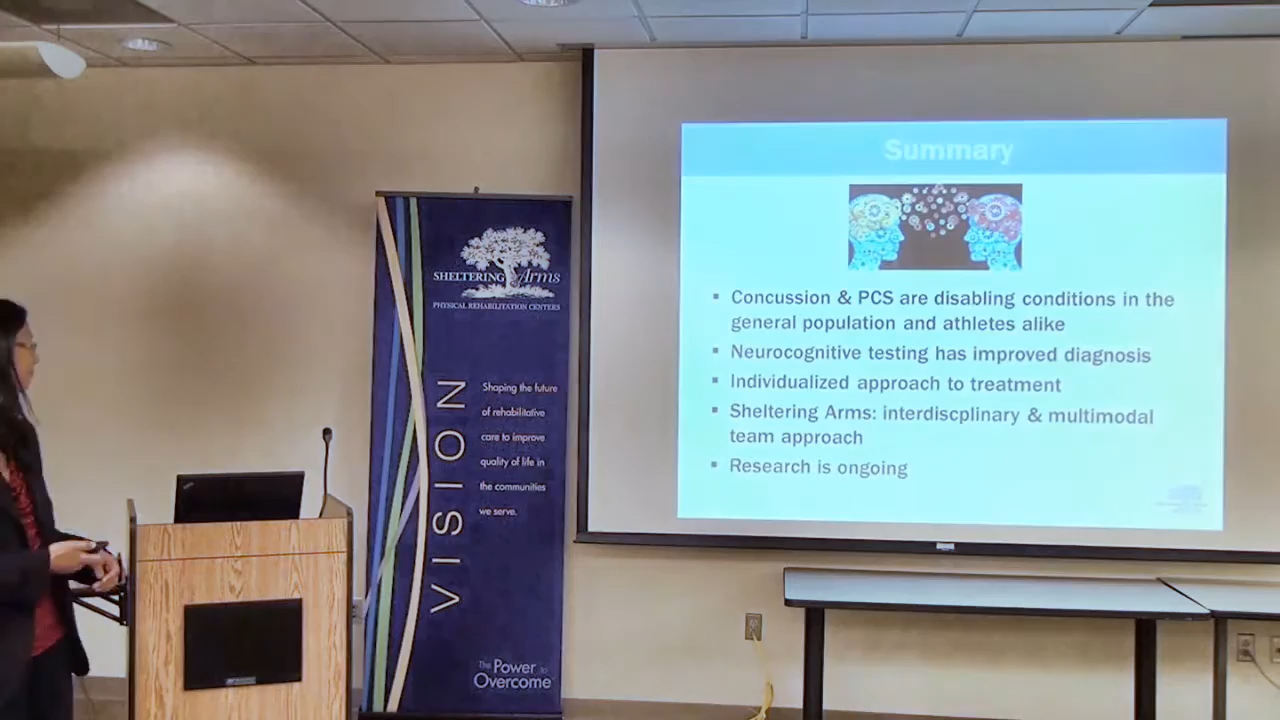 SHELTERING Arms
PHYSICAL REHABILITATION CENTERS
VISION
Shaping the future
of rehabilitative
care to improve
quality of life in
the communities
we serve.
The Power to
Overcome
Summary
▪ Concussion & PCS are disabling conditions in the
general population and athletes alike
▪ Neurocognitive testing has improved diagnosis
▪ Individualized approach to treatment
▪ Sheltering Arms: interdiscplinary & multimodal
team approach
▪ Research is ongoing